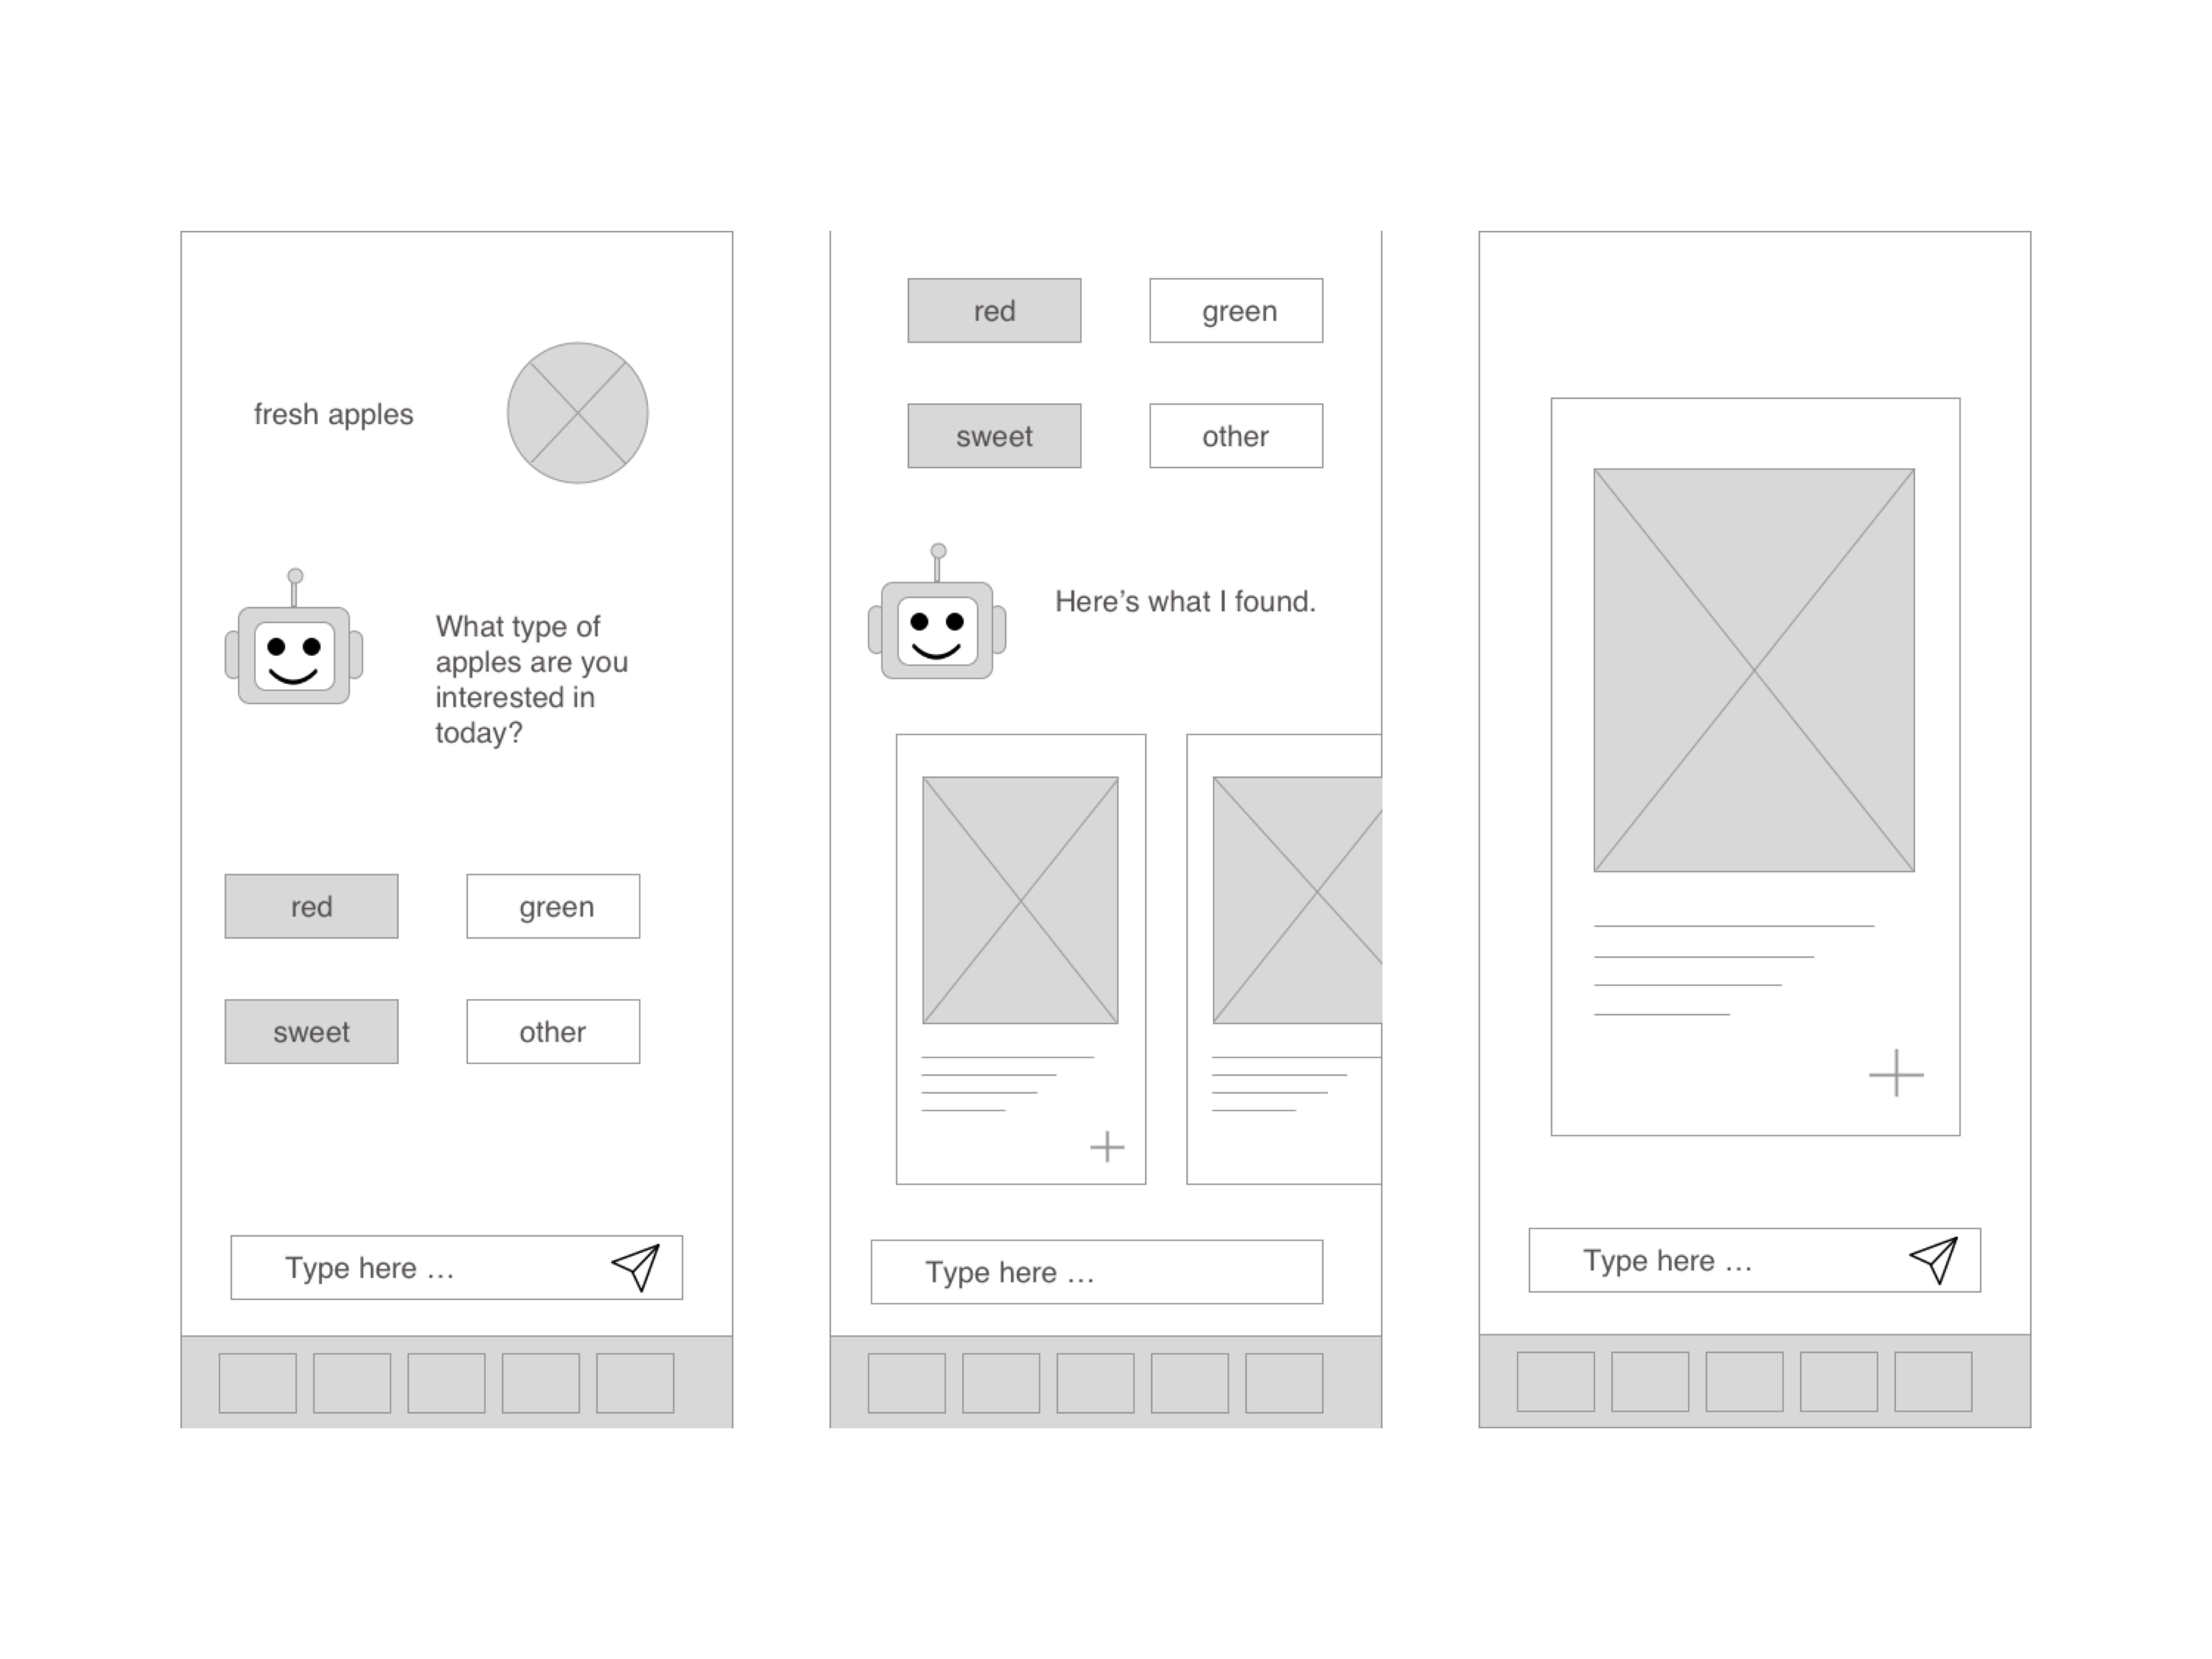 fresh apples
What type of
apples are you
interested in
today?
red
green
sweet
other
Type here …
red
green
sweet
other
Here’s what I found.
Type here …
Type here …